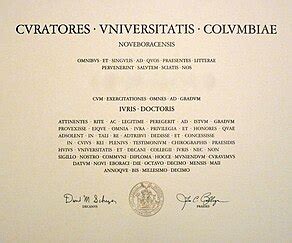 CVRATORES · VNIVERSITATIS · COLVMBIAE
NOVEBORACENSIS
OMNIBVS · ET · SINGVLIS · AD · QVOS · PRAESENTES · LITTERAE
PERVENERINT · SALVTEM · SCIATIS · NOS
CVM · EXERCITATIONES · OMNES · AD · GRADVM
IVRIS · DOCTORIS
ATTINENTES · RITE · AC · LEGITIME · PEREGERIT · AD · ISTVM · GRADVM
PROVEXISSE · EIQVE · OMNIA · IVRA · PRIVILEGIA · ET · HONORES · QVAE
ADSOLENT · IN · TALI · RE · ADTRIBVI · DEDISSE · ET · CONCESSISSE
IN · CVIVS · REI · PLENIVS · TESTIMONIVM · CHIROGRAPHIS · PRAESIDIS
HVIVS · VNIVERSITATIS · ET · DECANI · COLLEGII · IVRIS · NEC · NON
SIGILLO · NOSTRO · COMMVNI · DIPLOMA · HOCCE · MVNIENDVM · CVRAVIMVS
DATVM · NOVI · EBORACI · DIE · OCTAVO · DECIMO · MENSIS · MAII
ANNOQVE · BIS · MILLESIMO · DECIMO
David M. Schizer
DECANVS
PRAESES